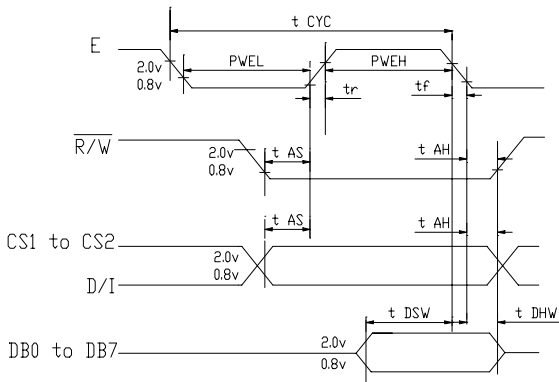 t CYC
E
2.0v
0.8v
PWEL
PWEH
tr
tf
R/W
2.0v
0.8v
t AS
t AH
t AS
t AH
CS1 to CS2
2.0v
0.8v
D/I
t DSW
t DHW
DB0 to DB7
2.0v
0.8v